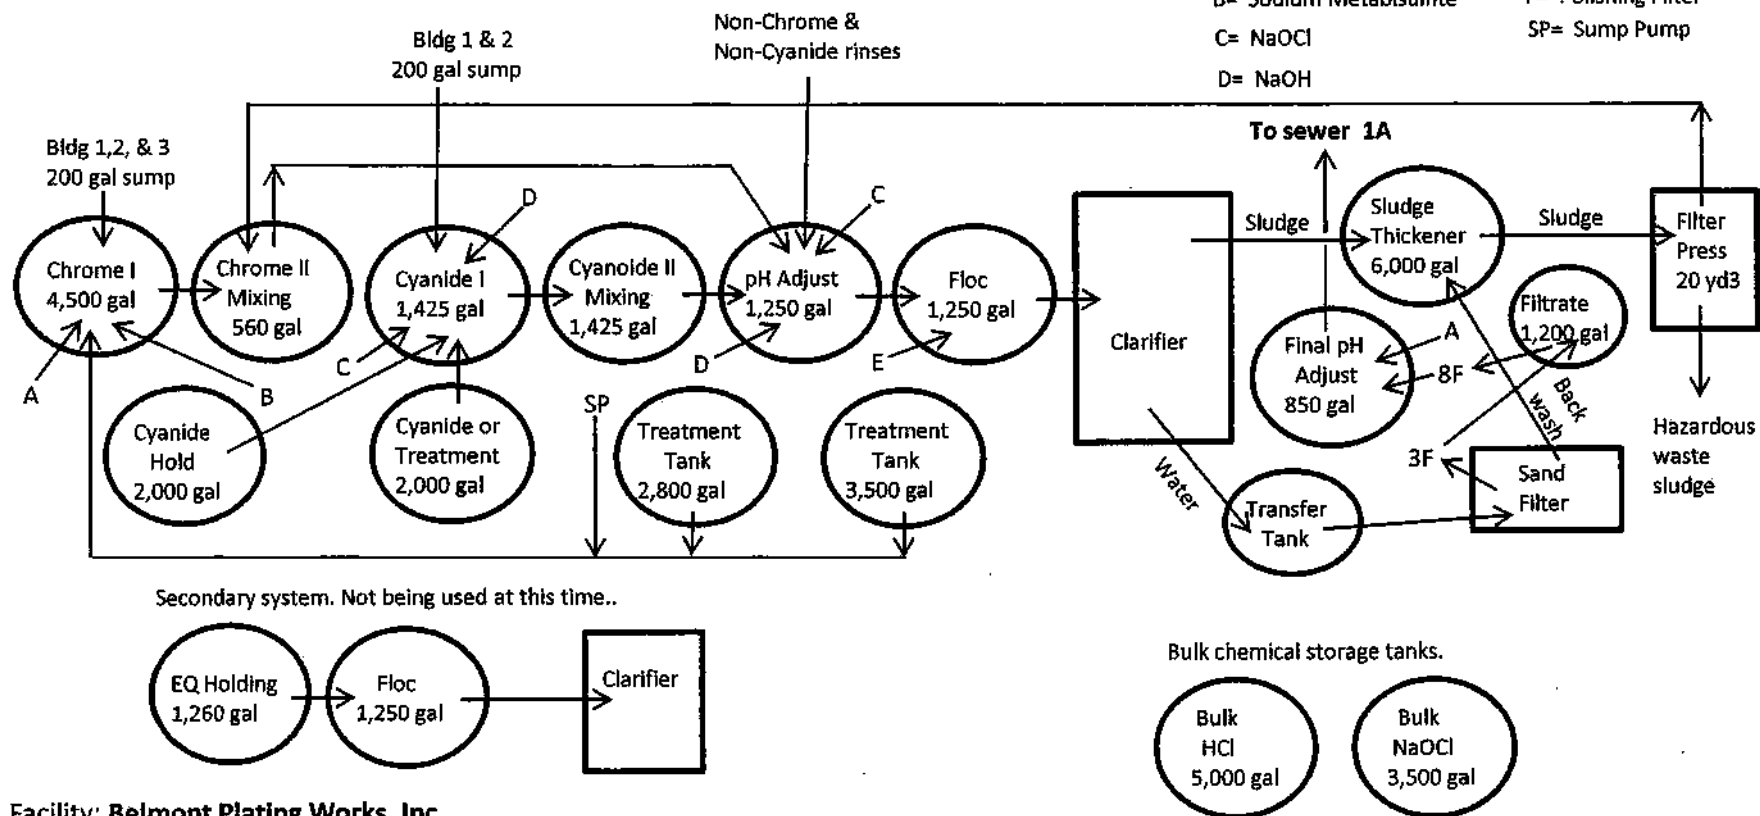 Non-Chrome &
Non-Cyanide rinses
Bldg 1 & 2
200 gal sump
B= Sodium Metabisulfite
C= NaOCl
D= NaOH
Filter
SP= Sump Pump
Bldg 1,2, & 3
200 gal sump
To sewer 1A
Chrome I
4,500 gal
Chrome II
Mixing
560 gal
Cyanide I
1,425 gal
D
Cyanoide II
Mixing
1,425 gal
pH Adjust
1,250 gal
C
Floc
1,250 gal
Clarifier
Sludge
Sludge
Thickener
6,000 gal
Sludge
Filter
Press
20 yd3
Filtrate
1,200 gal
Final pH
Adjust
850 gal
A
8F
Back
wash
3F
Sand
Filter
Hazardous
waste
sludge
Water
Transfer
Tank
A
B
C
D
E
Cyanide
Hold
2,000 gal
Cyanide or
Treatment
2,000 gal
SP
Treatment
Tank
2,800 gal
Treatment
Tank
3,500 gal
Secondary system. Not being used at this time..
EQ Holding
1,260 gal
Floc
1,250 gal
Clarifier
Bulk chemical storage tanks.
Bulk
HCl
5,000 gal
Bulk
NaOCl
3,500 gal
Facility: Belmont Plating Works, Inc